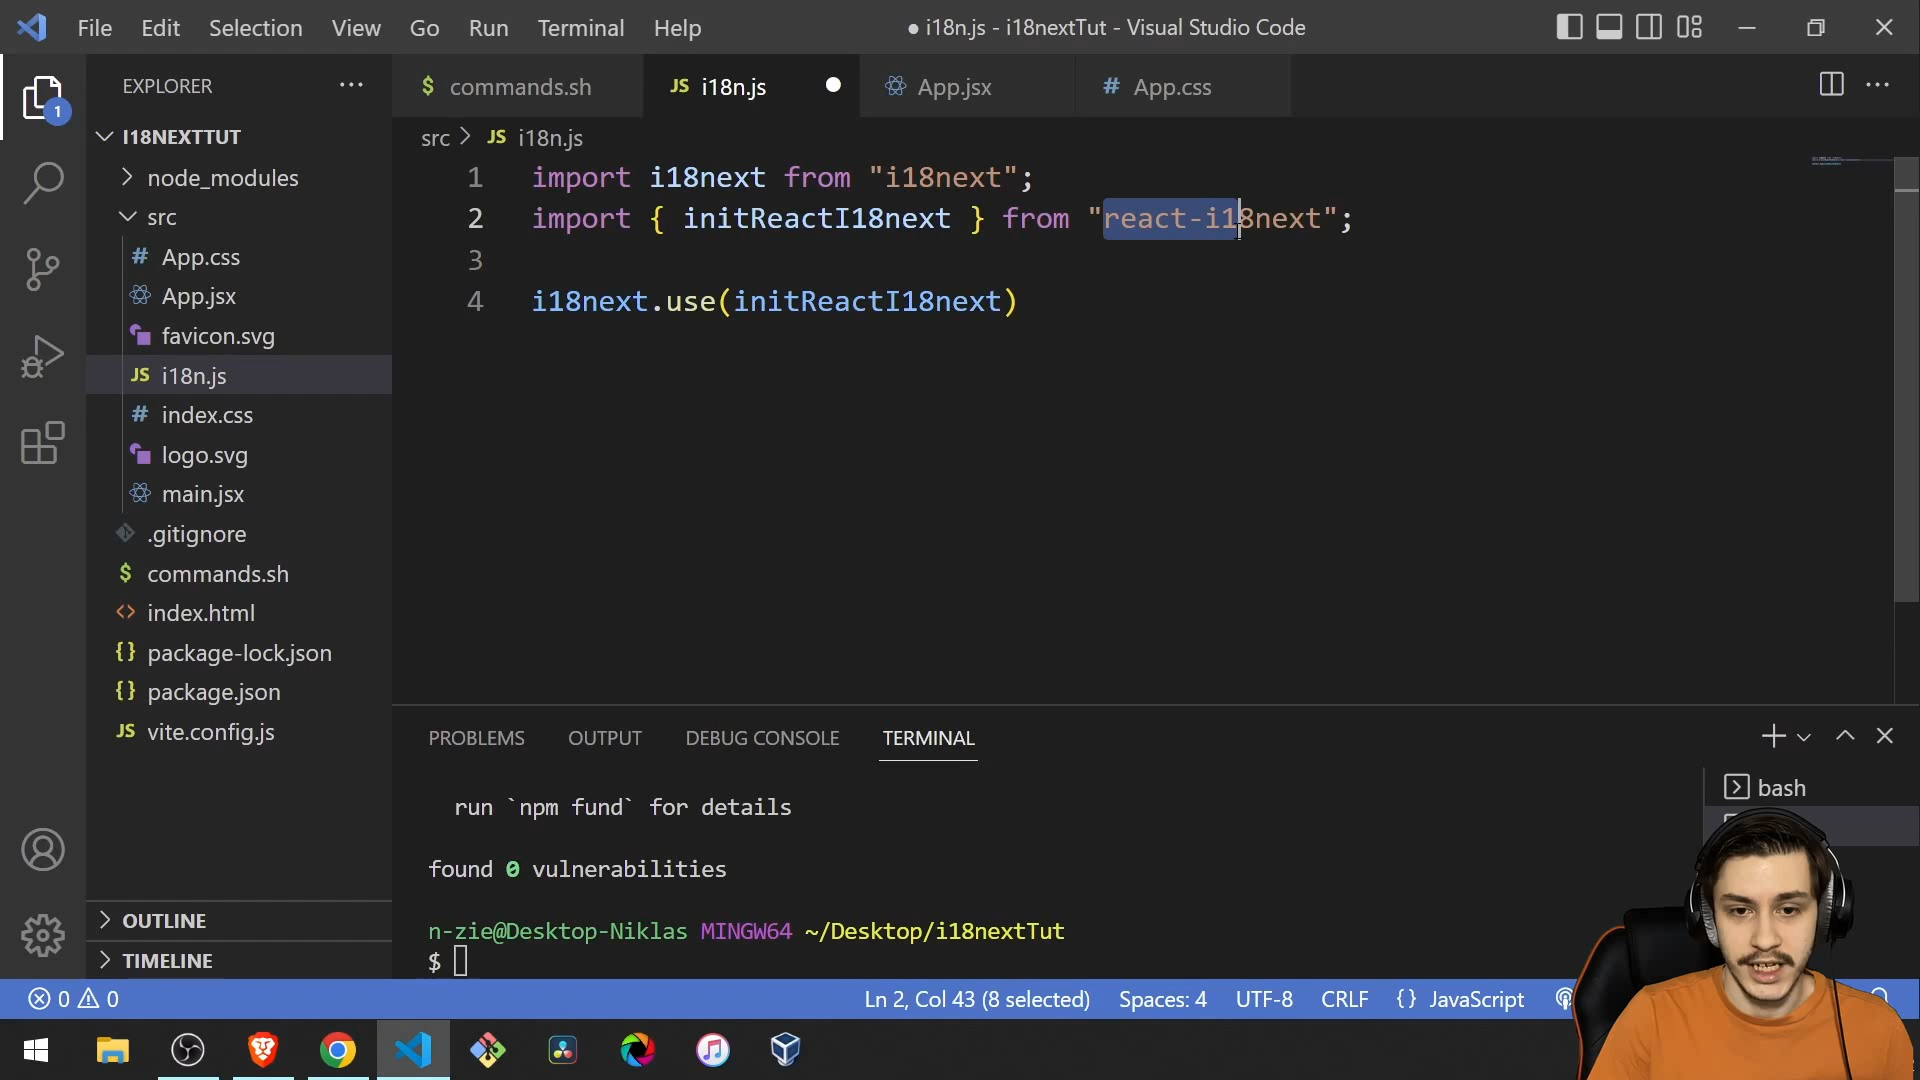 File Edit Selection View Go Run Terminal Help
● i18n.js - i18nextTut - Visual Studio Code
EXPLORER
1
I18NEXTTUT
node_modules
src
# App.css
App.jsx
favicon.svg
JS i18n.js
# index.css
logo.svg
main.jsx
.gitignore
$ commands.sh
<> index.html
{} package-lock.json
{} package.json
JS vite.config.js
OUTLINE
TIMELINE
$ commands.sh
JS i18n.js
App.jsx
# App.css
src > JS i18n.js
1 import i18next from "i18next";
2 import { initReactI18next } from "react-i18next";
3
4 i18next.use(initReactI18next)
PROBLEMS OUTPUT DEBUG CONSOLE TERMINAL
run `npm fund` for details
found 0 vulnerabilities
n-zie@Desktop-Niklas MINGW64 ~/Desktop/i18nextTut
$
bash
0 0
Ln 2, Col 43 (8 selected) Spaces: 4 UTF-8 CRLF {} JavaScript